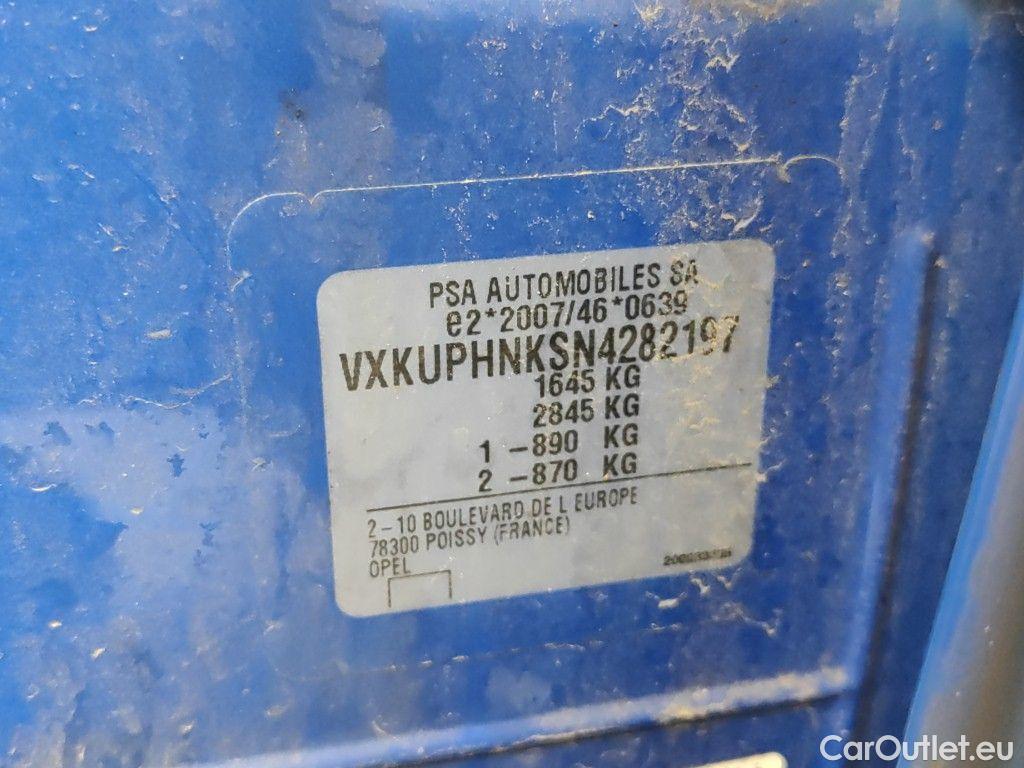 PSA AUTOMOBILES SA
e2*2007/46*0639
VXKUPHNKSN4282197
1645 KG
2845 KG
1 -890 KG
2 -870 KG
2-10 BOULEVARD DE L EUROPE
78300 POISSY (FRANCE)
OPEL
CarOutlet.eu